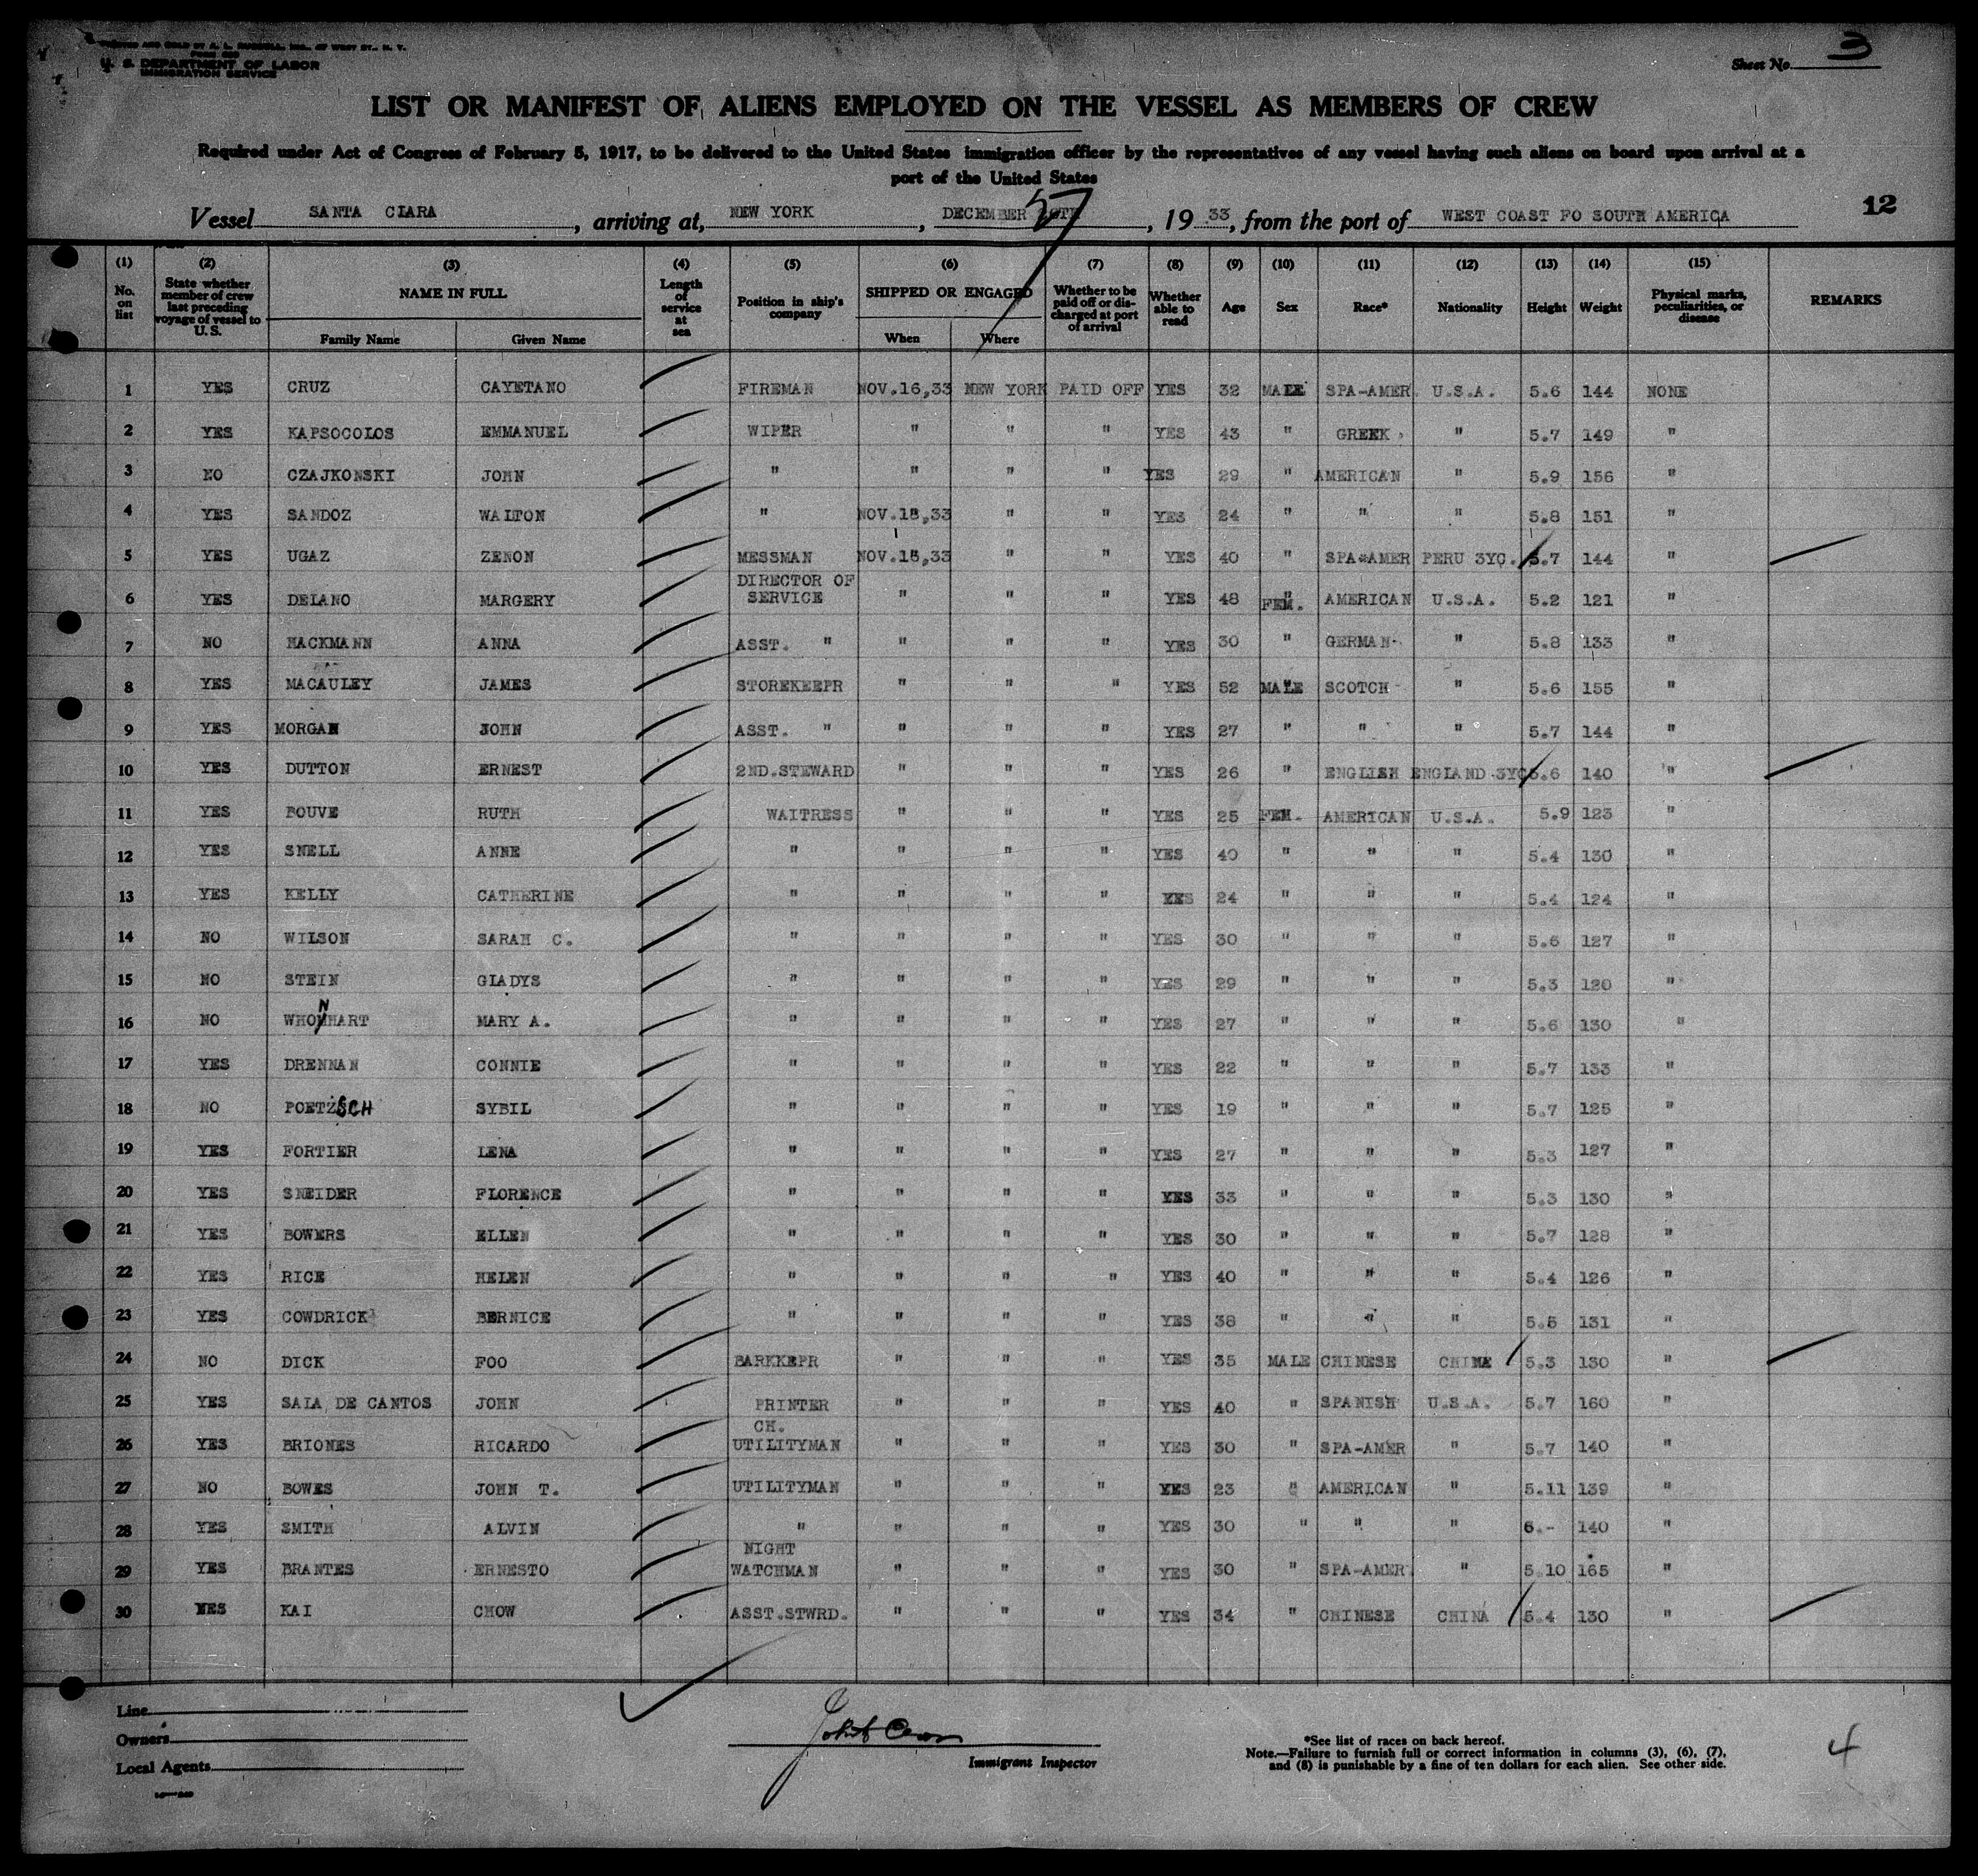 PRINTED AND SOLD BY A. L. RUSSELL, INC., 47 WEST ST., N. Y.
U. S. DEPARTMENT OF LABOR
IMMIGRATION SERVICE
Sheet No. 3
LIST OR MANIFEST OF ALIENS EMPLOYED ON THE VESSEL AS MEMBERS OF CREW
Required under Act of Congress of February 5, 1917, to be delivered to the United States immigration officer by the representatives of any vessel having such aliens on board upon arrival at a
port of the United States
Vessel SANTA CLARA, arriving at, NEW YORK, DECEMBER 5, 1933, from the port of WEST COAST FO SOUTH AMERICA 12
(1) No. on list (2) State whether member of crew last preceding voyage of vessel to U. S. (3) NAME IN FULL Family Name Given Name (4) Length of service at sea (5) Position in ship's company (6) SHIPPED OR ENGAGED When Where (7) Whether to be paid off or discharged at port of arrival (8) Whether able to read (9) Age (10) Sex (11) Race* (12) Nationality (13) Height (14) Weight (15) Physical marks, peculiarities, or disease REMARKS
1 YES CRUZ CAYETANO FIREMAN NOV.16,33 NEW YORK PAID OFF YES 32 MALE SPA-AMER. U.S.A. 5.6 144 NONE
2 YES KAPSOCOLOS EMMANUEL WIPER " " " YES 43 " GREEK " 5.7 149 "
3 NO CZAJKONSKI JOHN " " " " YES 29 " AMERICAN " 5.9 156 "
4 YES SANDOZ WALTON " NOV.18,33 " " YES 24 " " " 5.8 151 "
5 YES UGAZ ZENON MESSMAN NOV.15,33 " " YES 40 " SPA-AMER PERU 3YC. 5.7 144 "
6 YES DELANO MARGERY DIRECTOR OF SERVICE " " " YES 48 FEM. AMERICAN U.S.A. 5.2 121 "
7 NO HACKMANN ANNA ASST. " " " " YES 30 " GERMAN " 5.8 133 "
8 YES MACAULEY JAMES STOREKEEPR " " " YES 52 MALE SCOTCH " 5.6 155 "
9 YES MORGAN JOHN ASST. " " " " YES 27 " " " 5.7 144 "
10 YES DUTTON ERNEST 2ND.STEWARD " " " YES 26 " ENGLISH ENGLAND 3YC 5.6 140 "
11 YES BOUVE RUTH WAITRESS " " " YES 25 FEM. AMERICAN U.S.A. 5.9 123 "
12 YES SNELL ANNE " " " " YES 40 " " " 5.4 130 "
13 YES KELLY CATHERINE " " " " YES 24 " " " 5.4 124 "
14 NO WILSON SARAH C. " " " " YES 30 " " " 5.6 127 "
15 NO STEIN GLADYS " " " " YES 29 " " " 5.3 120 "
16 NO WHONHART MARY A. " " " " YES 27 " " " 5.6 130 "
17 YES DRENNAN CONNIE " " " " YES 22 " " " 5.7 133 "
18 NO POETZSCH SYBIL " " " " YES 19 " " " 5.7 125 "
19 YES FORTIER LENA " " " " YES 27 " " " 5.3 127 "
20 YES SNEIDER FLORENCE " " " " YES 33 " " " 5.3 130 "
21 YES BOWERS ELLEN " " " " YES 30 " " " 5.7 128 "
22 YES RICE HELEN " " " " YES 40 " " " 5.4 126 "
23 YES COWDRICK BERNICE " " " " YES 38 " " " 5.5 131 "
24 NO DICK FOO BARKKEPR " " " YES 35 MALE CHINESE CHINA 5.3 130 "
25 YES SALA DE CANTOS JOHN PRINTER " " " YES 40 " SPANISH U.S.A. 5.7 160 "
26 YES BRIONES RICARDO CH. UTILITYMAN " " " YES 30 " SPA-AMER " 5.7 140 "
27 NO BOWES JOHN T. UTILITYMAN " " " YES 23 " AMERICAN " 5.11 139 "
28 YES SMITH ALVIN " " " " YES 30 " " " 6.- 140 "
29 YES BRANTES ERNESTO NIGHT WATCHMAN " " " YES 30 " SPA-AMER " 5.10 165 "
30 YES KAI CHOW ASST.STWRD. " " " YES 34 " CHINESE CHINA 5.4 130 "
Line
Owners
Local Agents
Immigrant Inspector
*See list of races on back hereof.
Note.—Failure to furnish full or correct information in columns (3), (6), (7),
and (8) is punishable by a fine of ten dollars for each alien. See other side.
4